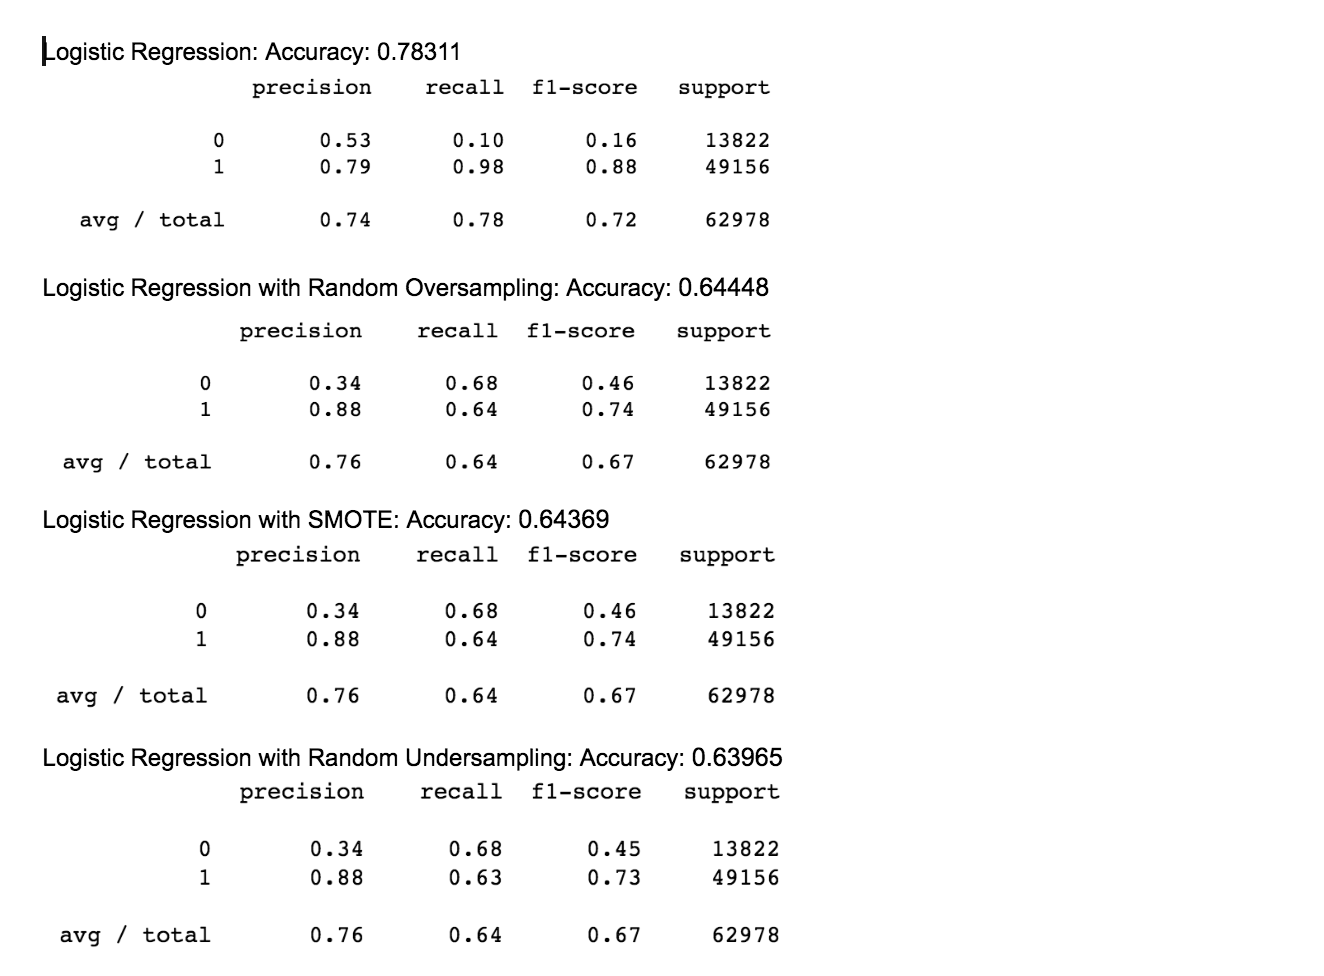 Logistic Regression: Accuracy: 0.78311
precision recall f1-score support
0 0.53 0.10 0.16 13822
1 0.79 0.98 0.88 49156
avg / total 0.74 0.78 0.72 62978
Logistic Regression with Random Oversampling: Accuracy: 0.64448
precision recall f1-score support
0 0.34 0.68 0.46 13822
1 0.88 0.64 0.74 49156
avg / total 0.76 0.64 0.67 62978
Logistic Regression with SMOTE: Accuracy: 0.64369
precision recall f1-score support
0 0.34 0.68 0.46 13822
1 0.88 0.64 0.74 49156
avg / total 0.76 0.64 0.67 62978
Logistic Regression with Random Undersampling: Accuracy: 0.63965
precision recall f1-score support
0 0.34 0.68 0.45 13822
1 0.88 0.63 0.73 49156
avg / total 0.76 0.64 0.67 62978